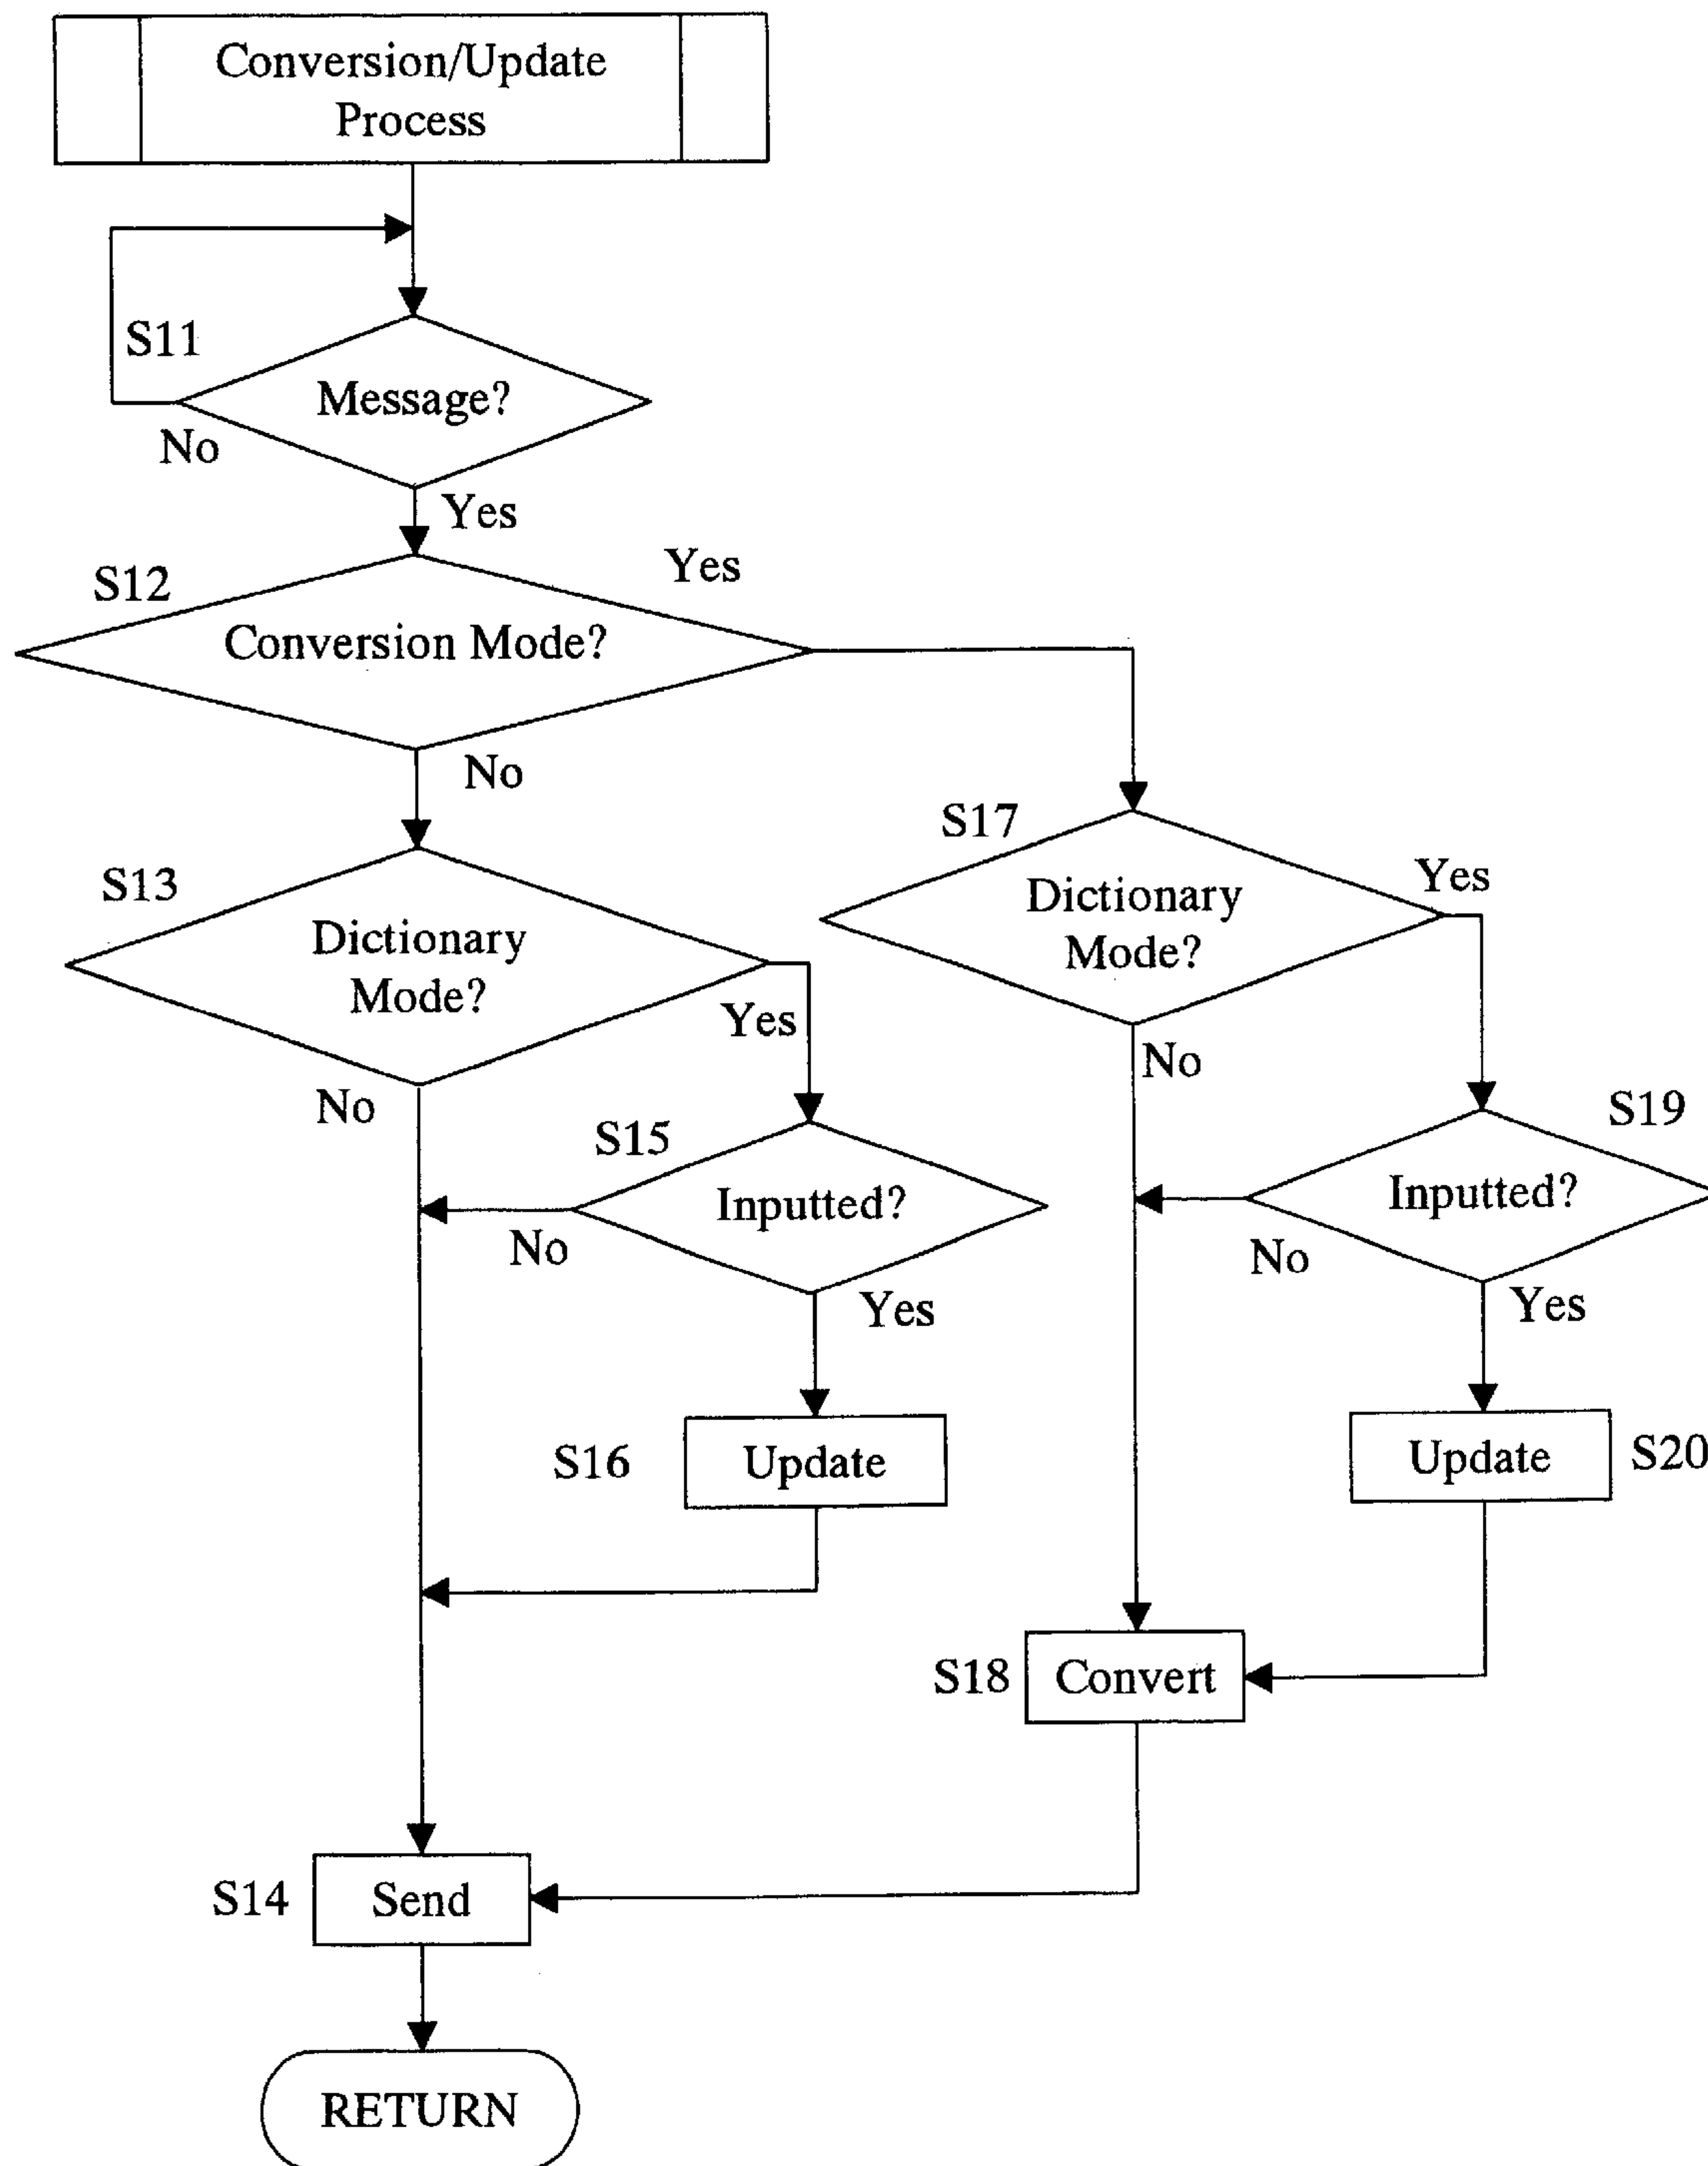 Conversion/Update
Process
S11
Message?
No
Yes
S12
Yes
Conversion Mode?
No
S13
Dictionary
Mode?
Yes
No
S17
Dictionary
Mode?
Yes
No
S15
Inputted?
No
Yes
S19
Inputted?
No
Yes
S16
Update
Update
S20
S18
Convert
S14
Send
RETURN